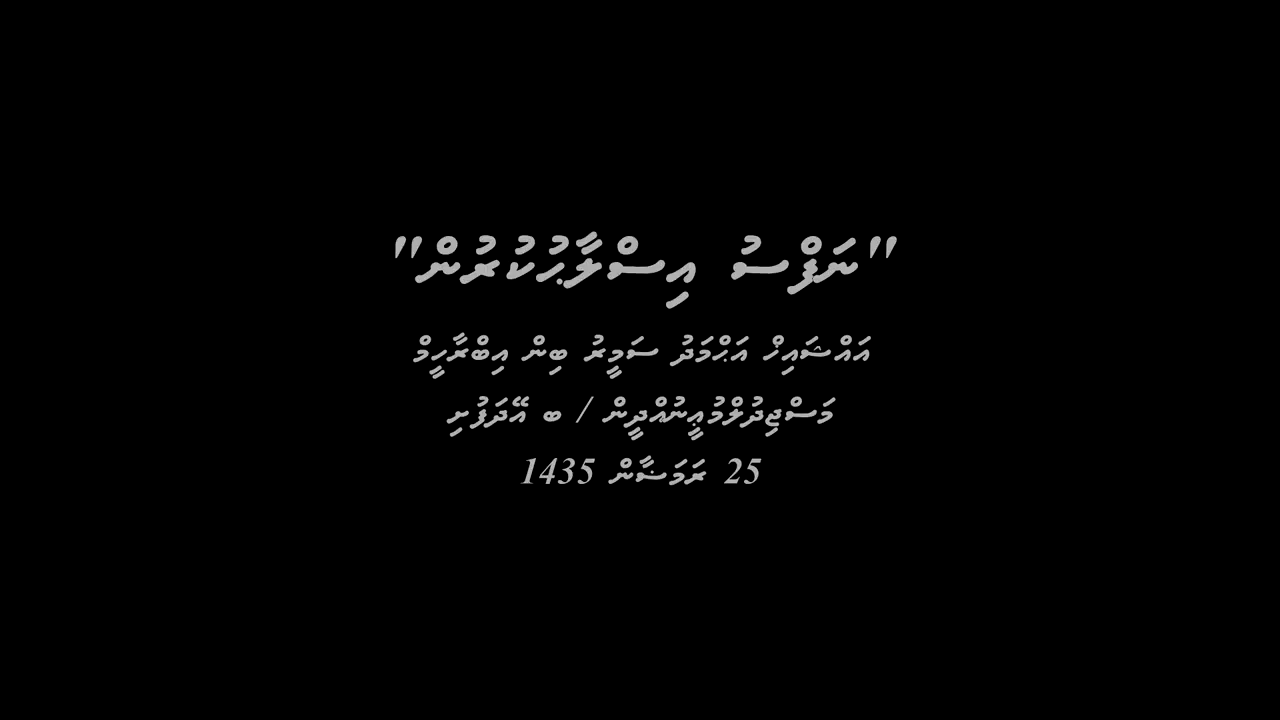 "ނަފްސު އިސްލާޙުކުރުން"
އައްޝައިޚް އަޙްމަދު ސަމީރު ބިން އިބްރާހީމް
މަސްޖިދުލްމުޢީނުއްދީން / ބ އޭދަފުށި
25 ރަމަޟާން 1435